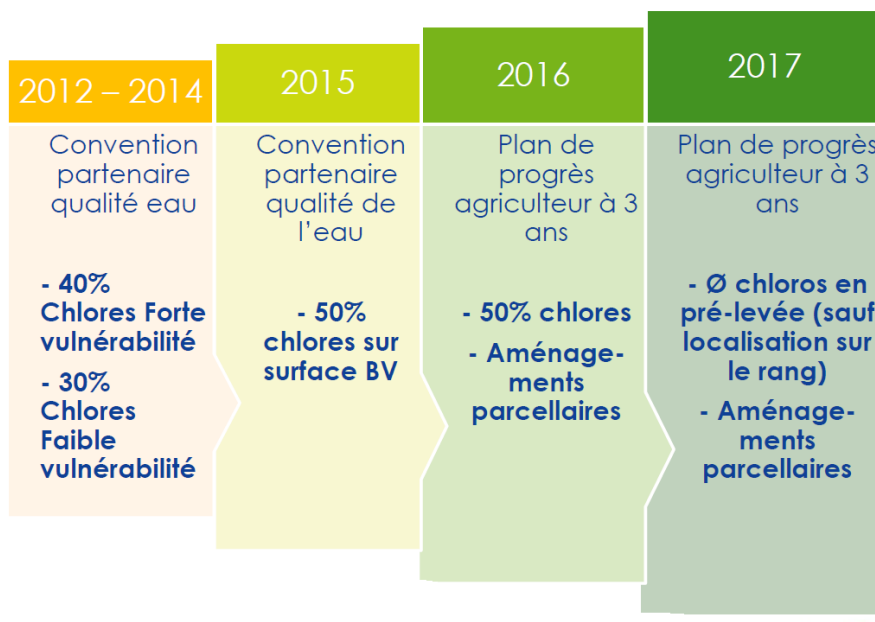 2012 – 2014
Convention
partenaire
qualité eau
- 40%
Chlores Forte
vulnérabilité
- 30%
Chlores
Faible
vulnérabilité
2015
Convention
partenaire
qualité de
l’eau
- 50%
chlores sur
surface BV
2016
Plan de
progrès
agriculteur à 3
ans
- 50% chlores
- Aménage-
ments
parcellaires
2017
Plan de progrès
agriculteur à 3
ans
- Ø chloros en
pré-levée (sauf
localisation sur
le rang)
- Aménage-
ments
parcellaires